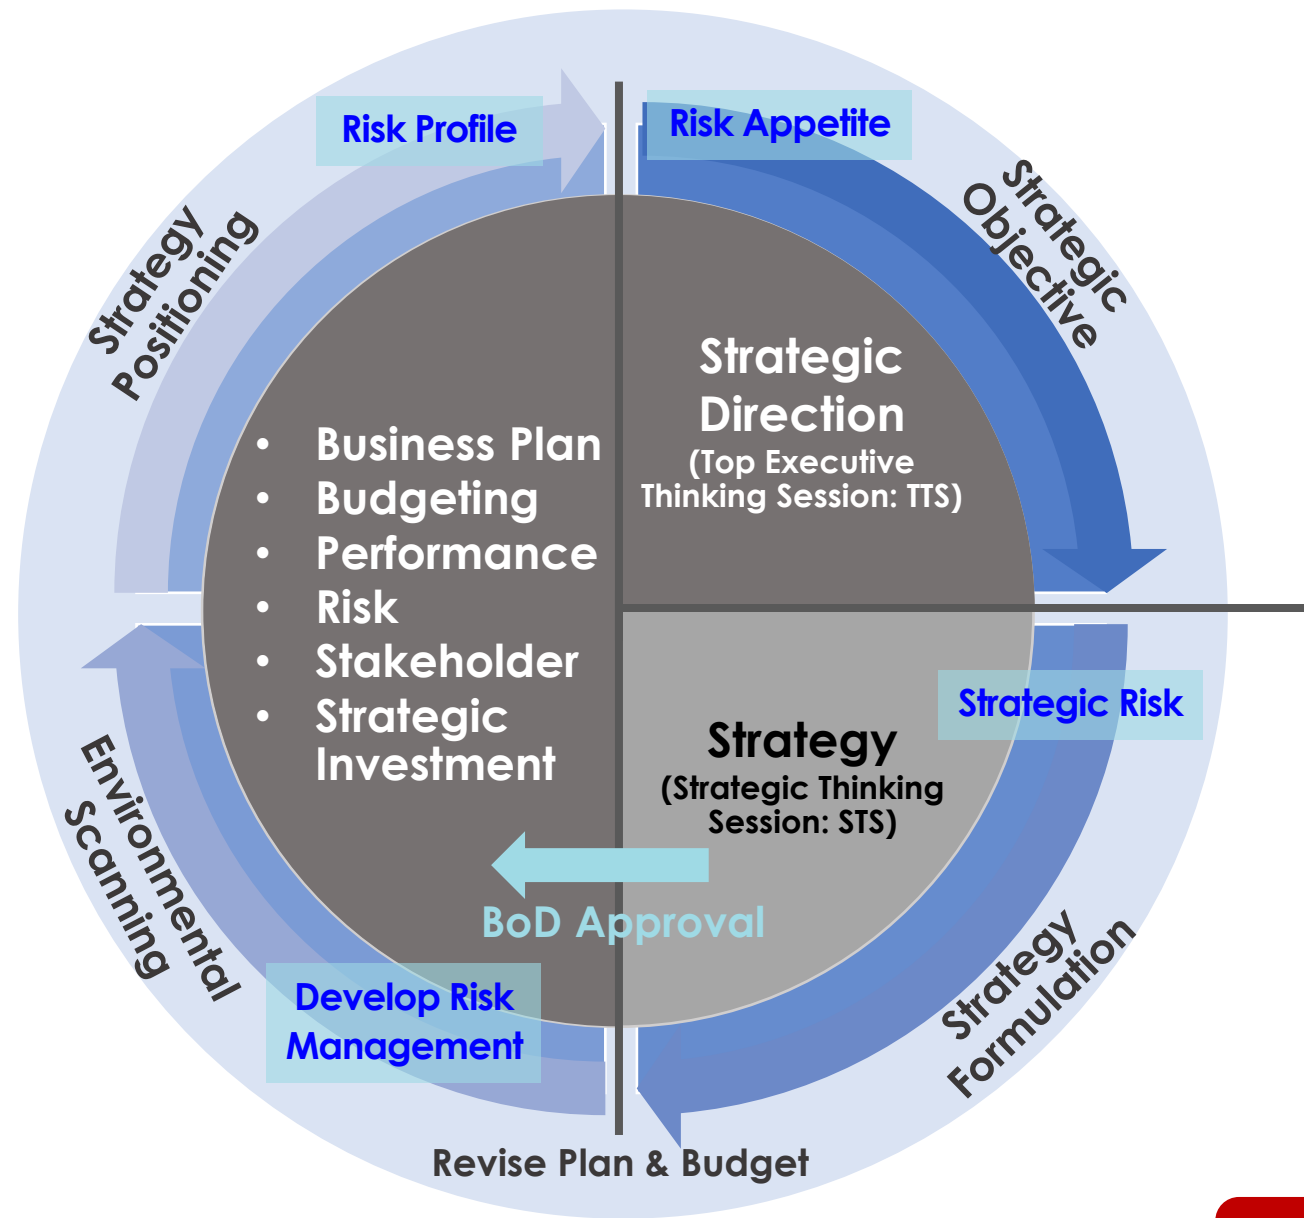 Risk Profile
Risk Appetite
Strategy
Positioning
Strategic
Objective
Strategic
Direction
(Top Executive
Thinking Session: TTS)
• Business Plan
• Budgeting
• Performance
• Risk
• Stakeholder
• Strategic
Investment
Strategic Risk
Strategy
(Strategic Thinking
Session: STS)
BoD Approval
Environmental
Scanning
Develop Risk
Management
Strategy
Formulation
Revise Plan & Budget